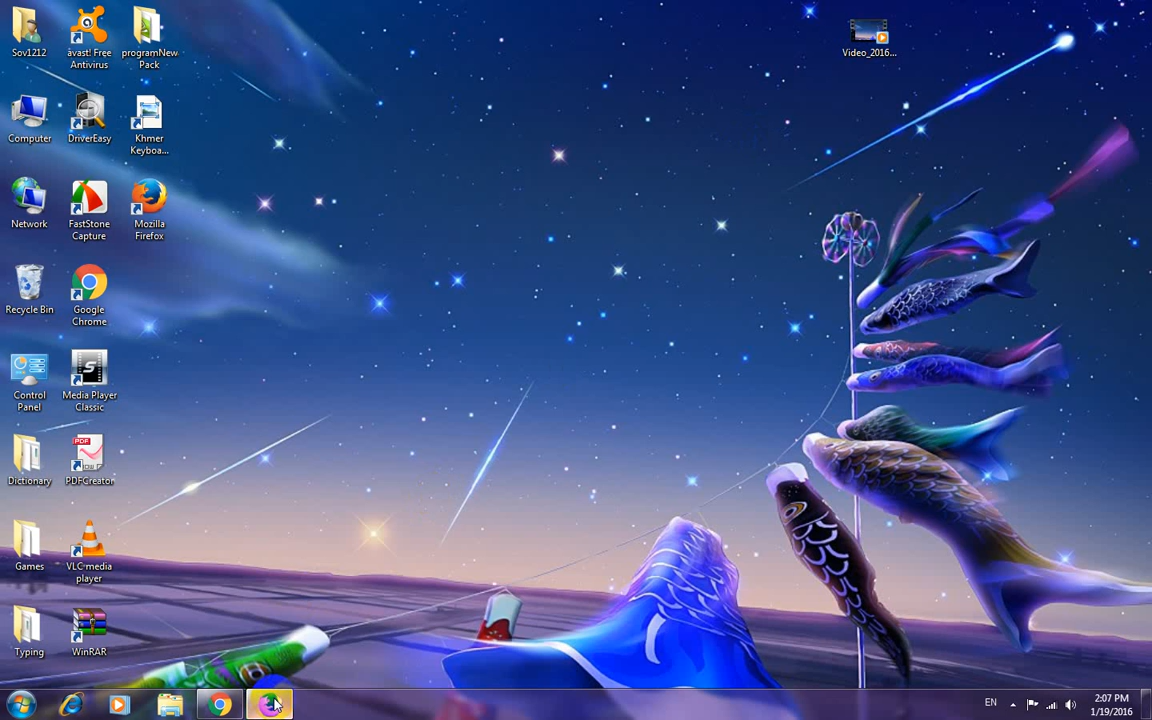 Sov1212
avast! Free
Antivirus
programNew
Pack
Video_2016...
Computer
DriverEasy
Khmer
Keyboa...
Network
FastStone
Capture
Mozilla
Firefox
Recycle Bin
Google
Chrome
Control
Panel
Media Player
Classic
Dictionary
PDFCreator
Games
VLC media
player
Typing
WinRAR
EN
2:07 PM
1/19/2016